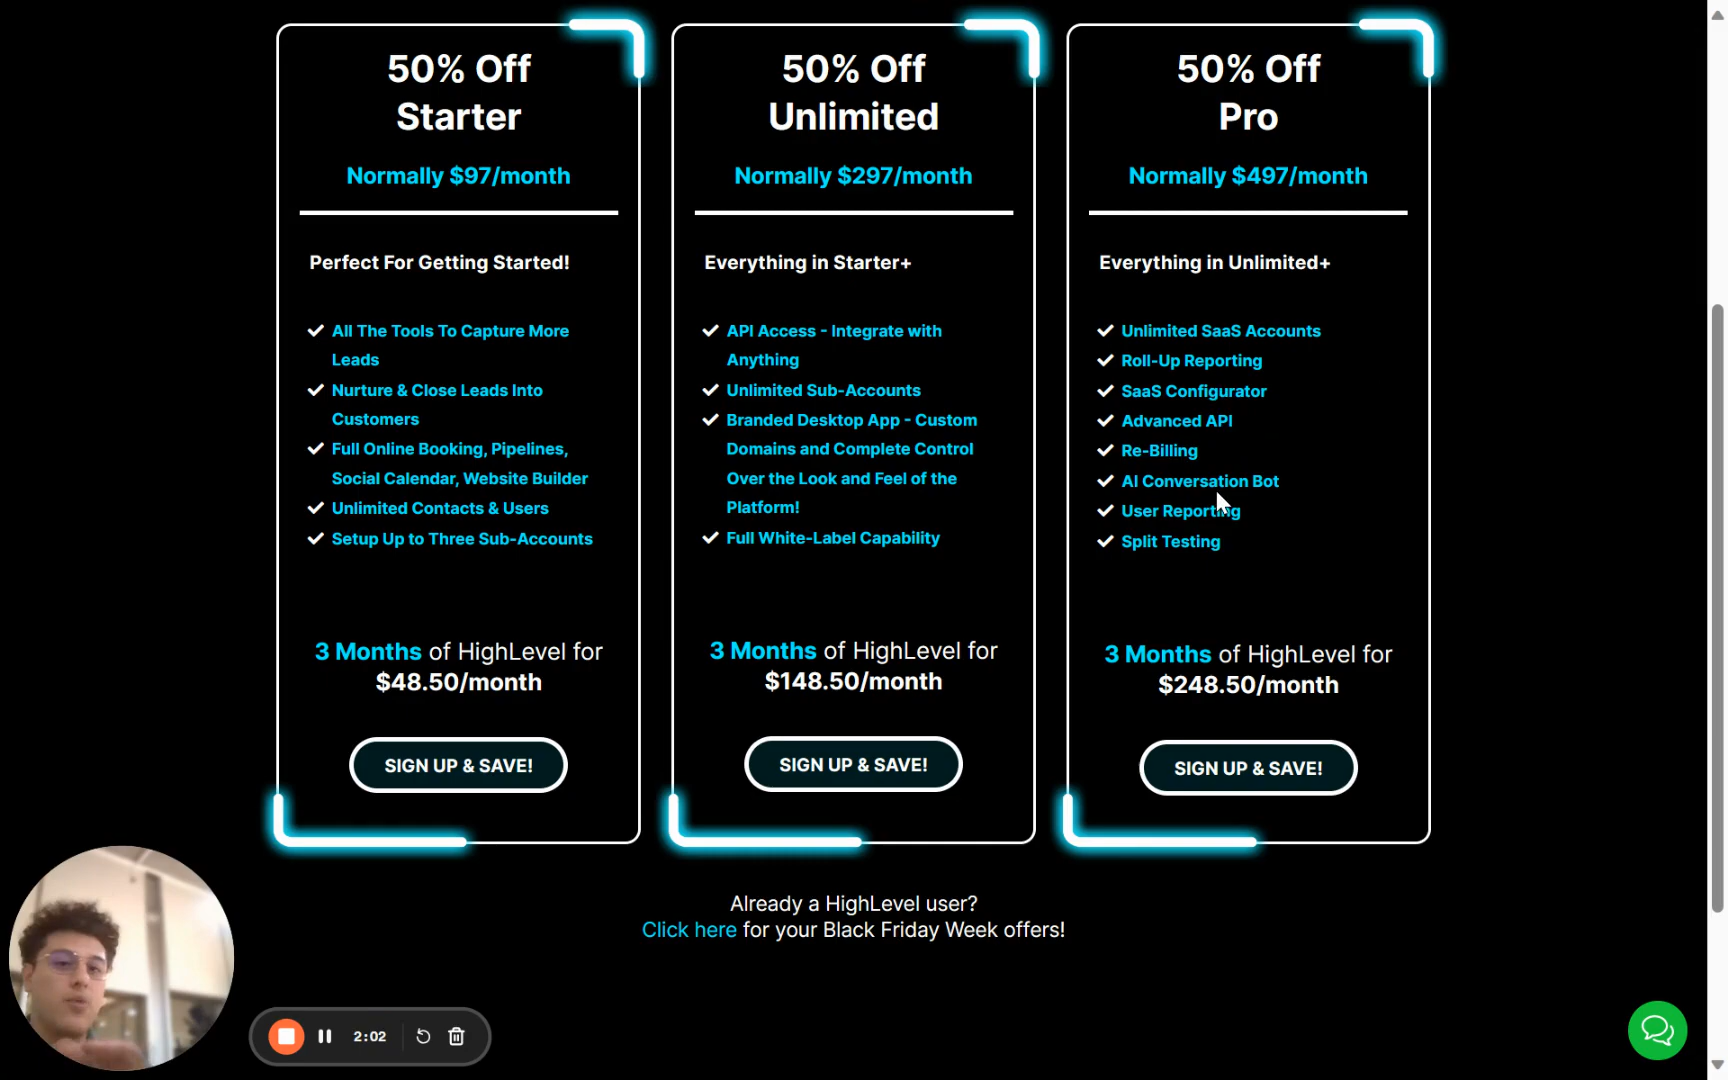 50% Off
Starter
Normally $97/month
Perfect For Getting Started!
All The Tools To Capture More
Leads
Nurture & Close Leads Into
Customers
Full Online Booking, Pipelines,
Social Calendar, Website Builder
Unlimited Contacts & Users
Setup Up to Three Sub-Accounts
3 Months of HighLevel for
$48.50/month
SIGN UP & SAVE!
50% Off
Unlimited
Normally $297/month
Everything in Starter+
API Access - Integrate with
Anything
Unlimited Sub-Accounts
Branded Desktop App - Custom
Domains and Complete Control
Over the Look and Feel of the
Platform!
Full White-Label Capability
3 Months of HighLevel for
$148.50/month
SIGN UP & SAVE!
50% Off
Pro
Normally $497/month
Everything in Unlimited+
Unlimited SaaS Accounts
Roll-Up Reporting
SaaS Configurator
Advanced API
Re-Billing
AI Conversation Bot
User Reporting
Split Testing
3 Months of HighLevel for
$248.50/month
SIGN UP & SAVE!
Already a HighLevel user?
Click here for your Black Friday Week offers!
2:02